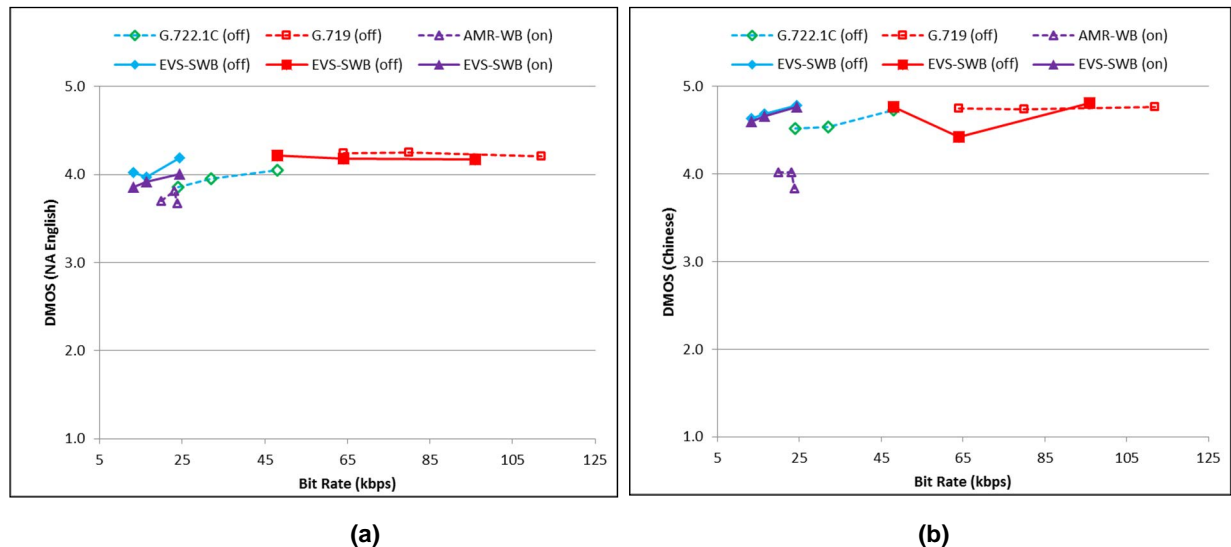 G.722.1C (off) G.719 (off) AMR-WB (on)
EVS-SWB (off) EVS-SWB (off) EVS-SWB (on)
5.0
4.0
3.0
2.0
1.0
DMOS (NA English)
5 25 45 65 85 105 125
Bit Rate (kbps)
(a)
G.722.1C (off) G.719 (off) AMR-WB (on)
EVS-SWB (off) EVS-SWB (off) EVS-SWB (on)
5.0
4.0
3.0
2.0
1.0
DMOS (Chinese)
5 25 45 65 85 105 125
Bit Rate (kbps)
(b)